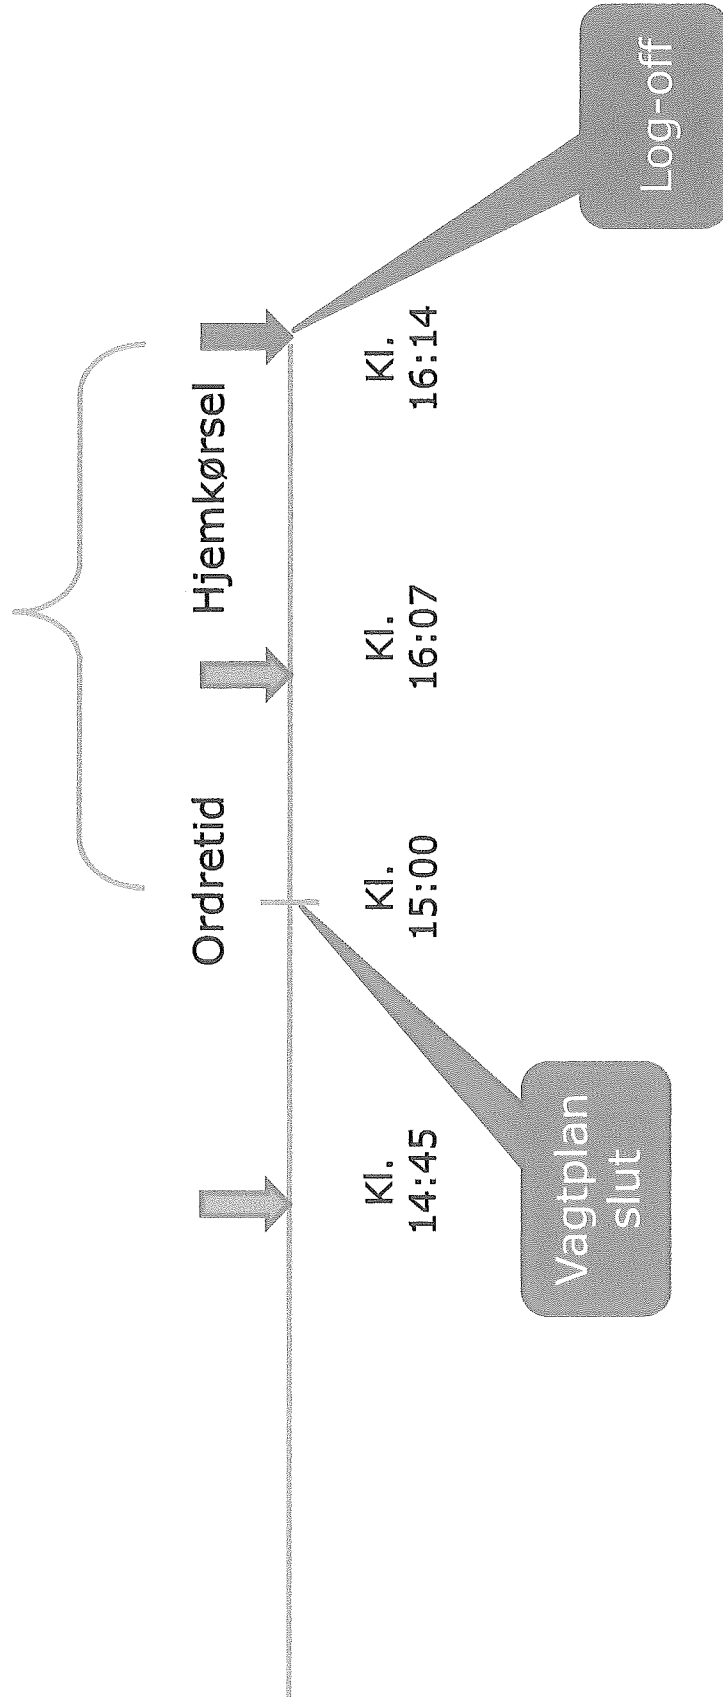 Ordretid
Hjemkørsel
Kl.
14:45
Kl.
15:00
Kl.
16:07
Kl.
16:14
Vagtplan
slut
Log-off